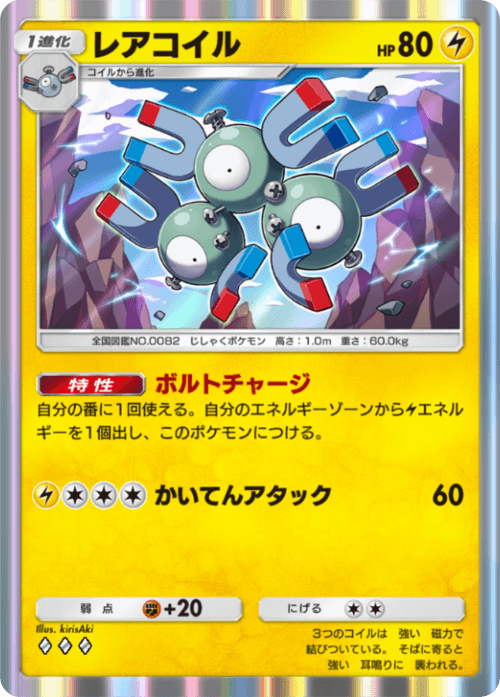 1進化
レアコイル
HP80
コイルから進化
全国図鑑NO.0082 じしゃくポケモン 高さ:1.0m 重さ:60.0kg
特性 ボルトチャージ
自分の番に1回使える。自分のエネルギーゾーンからエネル
ギーを1個出し、このポケモンにつける。
かいてんアタック 60
弱点 +20 にげる
Illus. kirisAki
3つのコイルは 強い 磁力で
結びついている。 そばに寄ると
強い 耳鳴りに 襲われる。